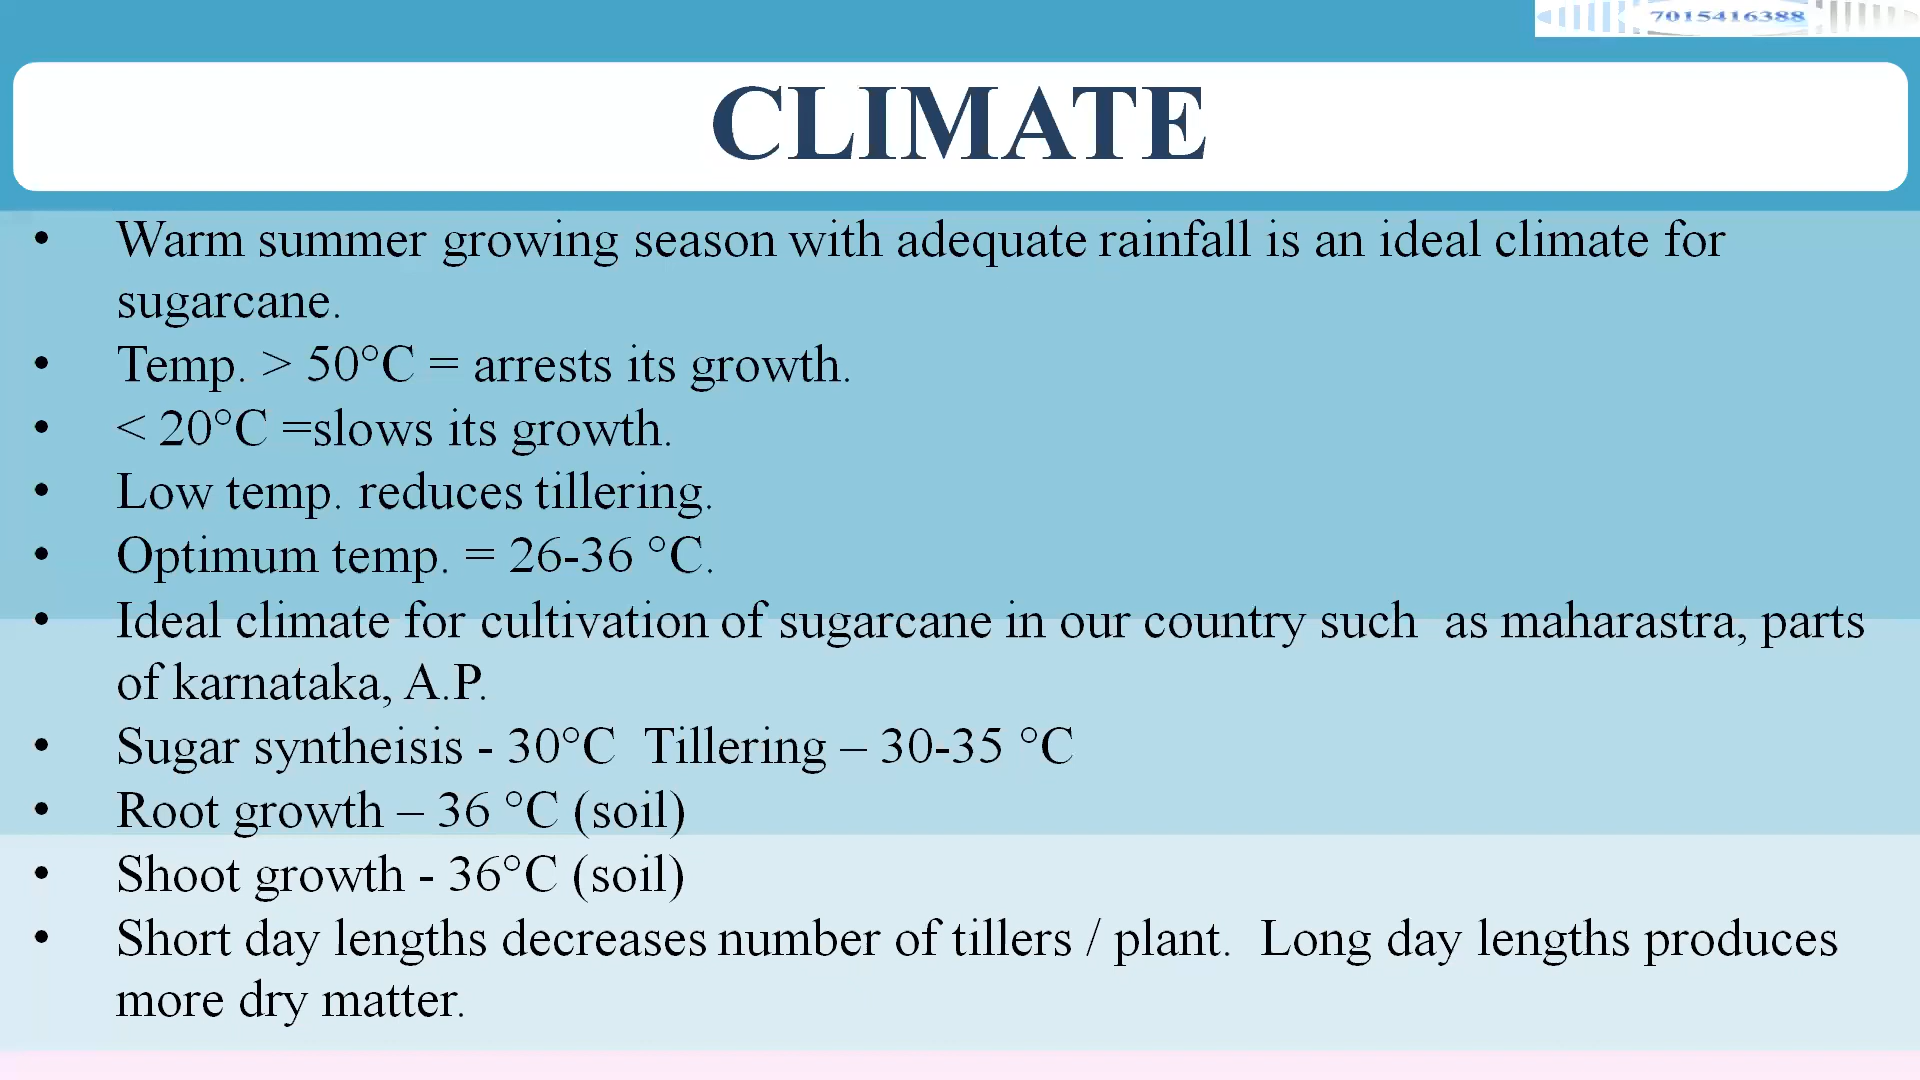 7015416388
CLIMATE
• Warm summer growing season with adequate rainfall is an ideal climate for
sugarcane.
• Temp. > 50°C = arrests its growth.
• < 20°C =slows its growth.
• Low temp. reduces tillering.
• Optimum temp. = 26-36 °C.
• Ideal climate for cultivation of sugarcane in our country such  as maharastra, parts
of karnataka, A.P.
• Sugar syntheisis - 30°C  Tillering – 30-35 °C
• Root growth – 36 °C (soil)
• Shoot growth - 36°C (soil)
• Short day lengths decreases number of tillers / plant.  Long day lengths produces
more dry matter.